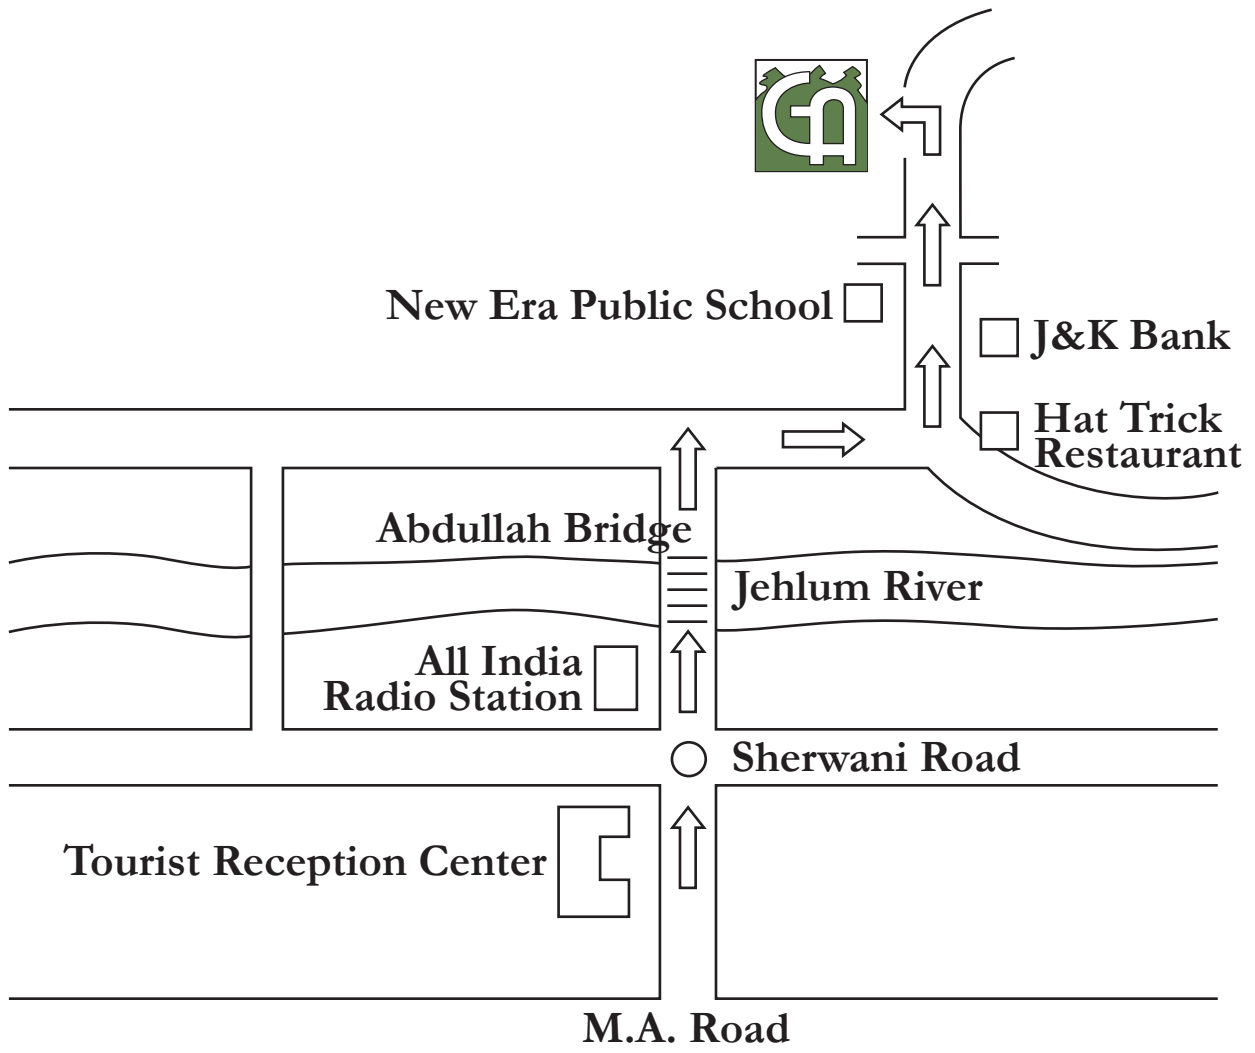 New Era Public School
J&K Bank
Hat Trick
Restaurant
Abdullah Bridge
Jehlum River
All India
Radio Station
Sherwani Road
Tourist Reception Center
M.A. Road